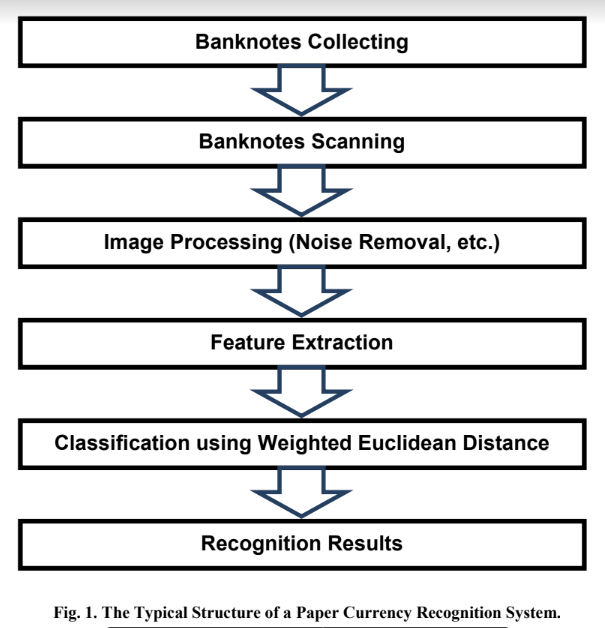 Banknotes Collecting
Banknotes Scanning
Image Processing (Noise Removal, etc.)
Feature Extraction
Classification using Weighted Euclidean Distance
Recognition Results
Fig. 1. The Typical Structure of a Paper Currency Recognition System.